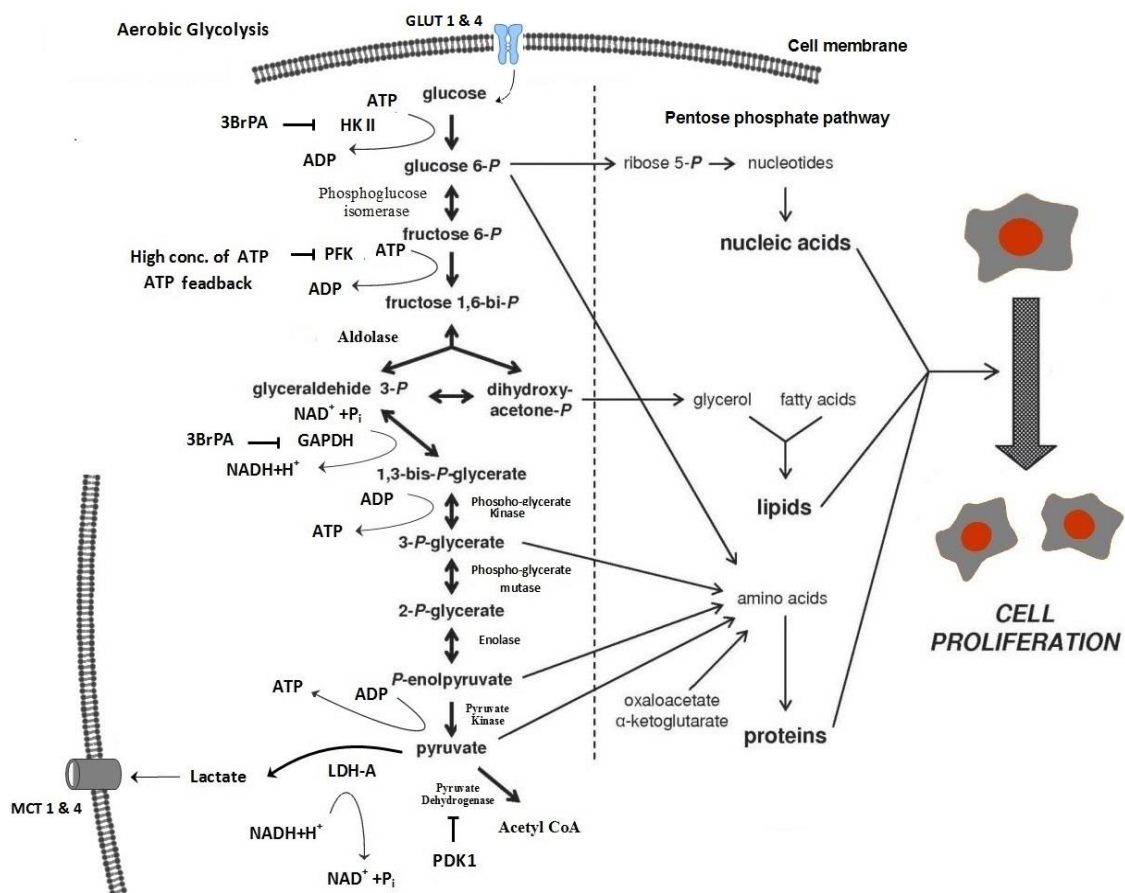 GLUT 1 & 4
Aerobic Glycolysis
Cell membrane
ATP
glucose
3BrPA
HK II
ADP
Pentose phosphate pathway
glucose 6-P
ribose 5-P
nucleotides
Phosphoglucose
isomerase
fructose 6-P
nucleic acids
High conc. of ATP
PFK
ATP
ATP feadback
ADP
fructose 1,6-bi-P
Aldolase
glyceraldehide 3-P
dihydroxy-
acetone-P
glycerol
fatty acids
NAD+ +Pi
3BrPA
GAPDH
NADH+H+
1,3-bis-P-glycerate
ADP
Phospho-glycerate
Kinase
lipids
ATP
3-P-glycerate
Phospho-glycerate
mutase
amino acids
2-P-glycerate
CELL
PROLIFERATION
Enolase
P-enolpyruvate
ATP
ADP
oxaloacetate
α-ketoglutarate
Pyruvate
Kinase
proteins
pyruvate
Lactate
LDH-A
MCT 1 & 4
Pyruvate
Dehydrogenase
Acetyl CoA
NADH+H+
PDK1
NAD+ +Pi